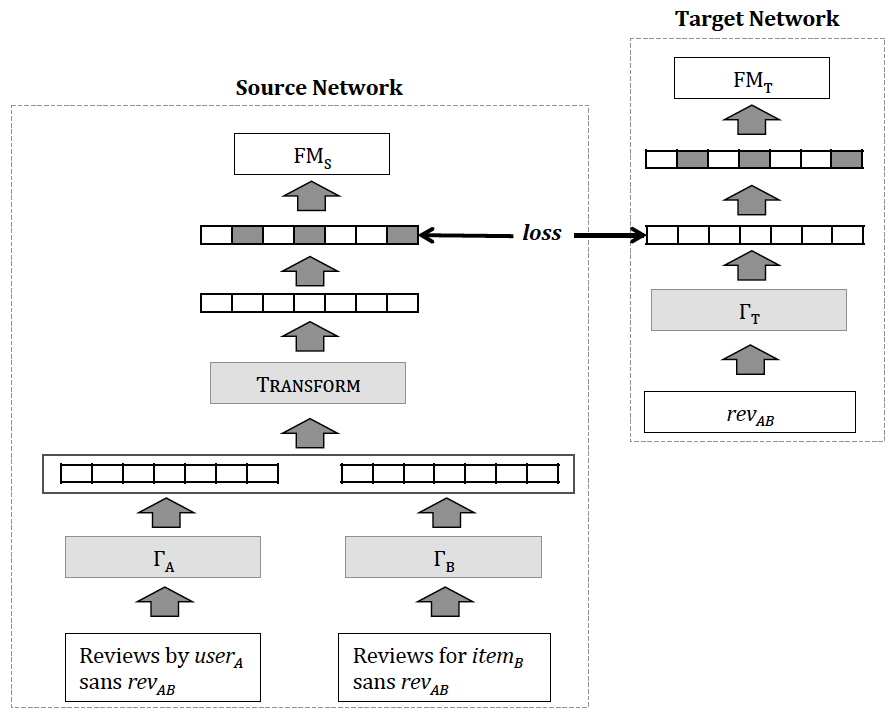 Target Network
Source Network
FM_T
FM_S
loss
Γ_T
TRANSFORM
rev_AB
Γ_A
Γ_B
Reviews by user_A
sans rev_AB
Reviews for item_B
sans rev_AB